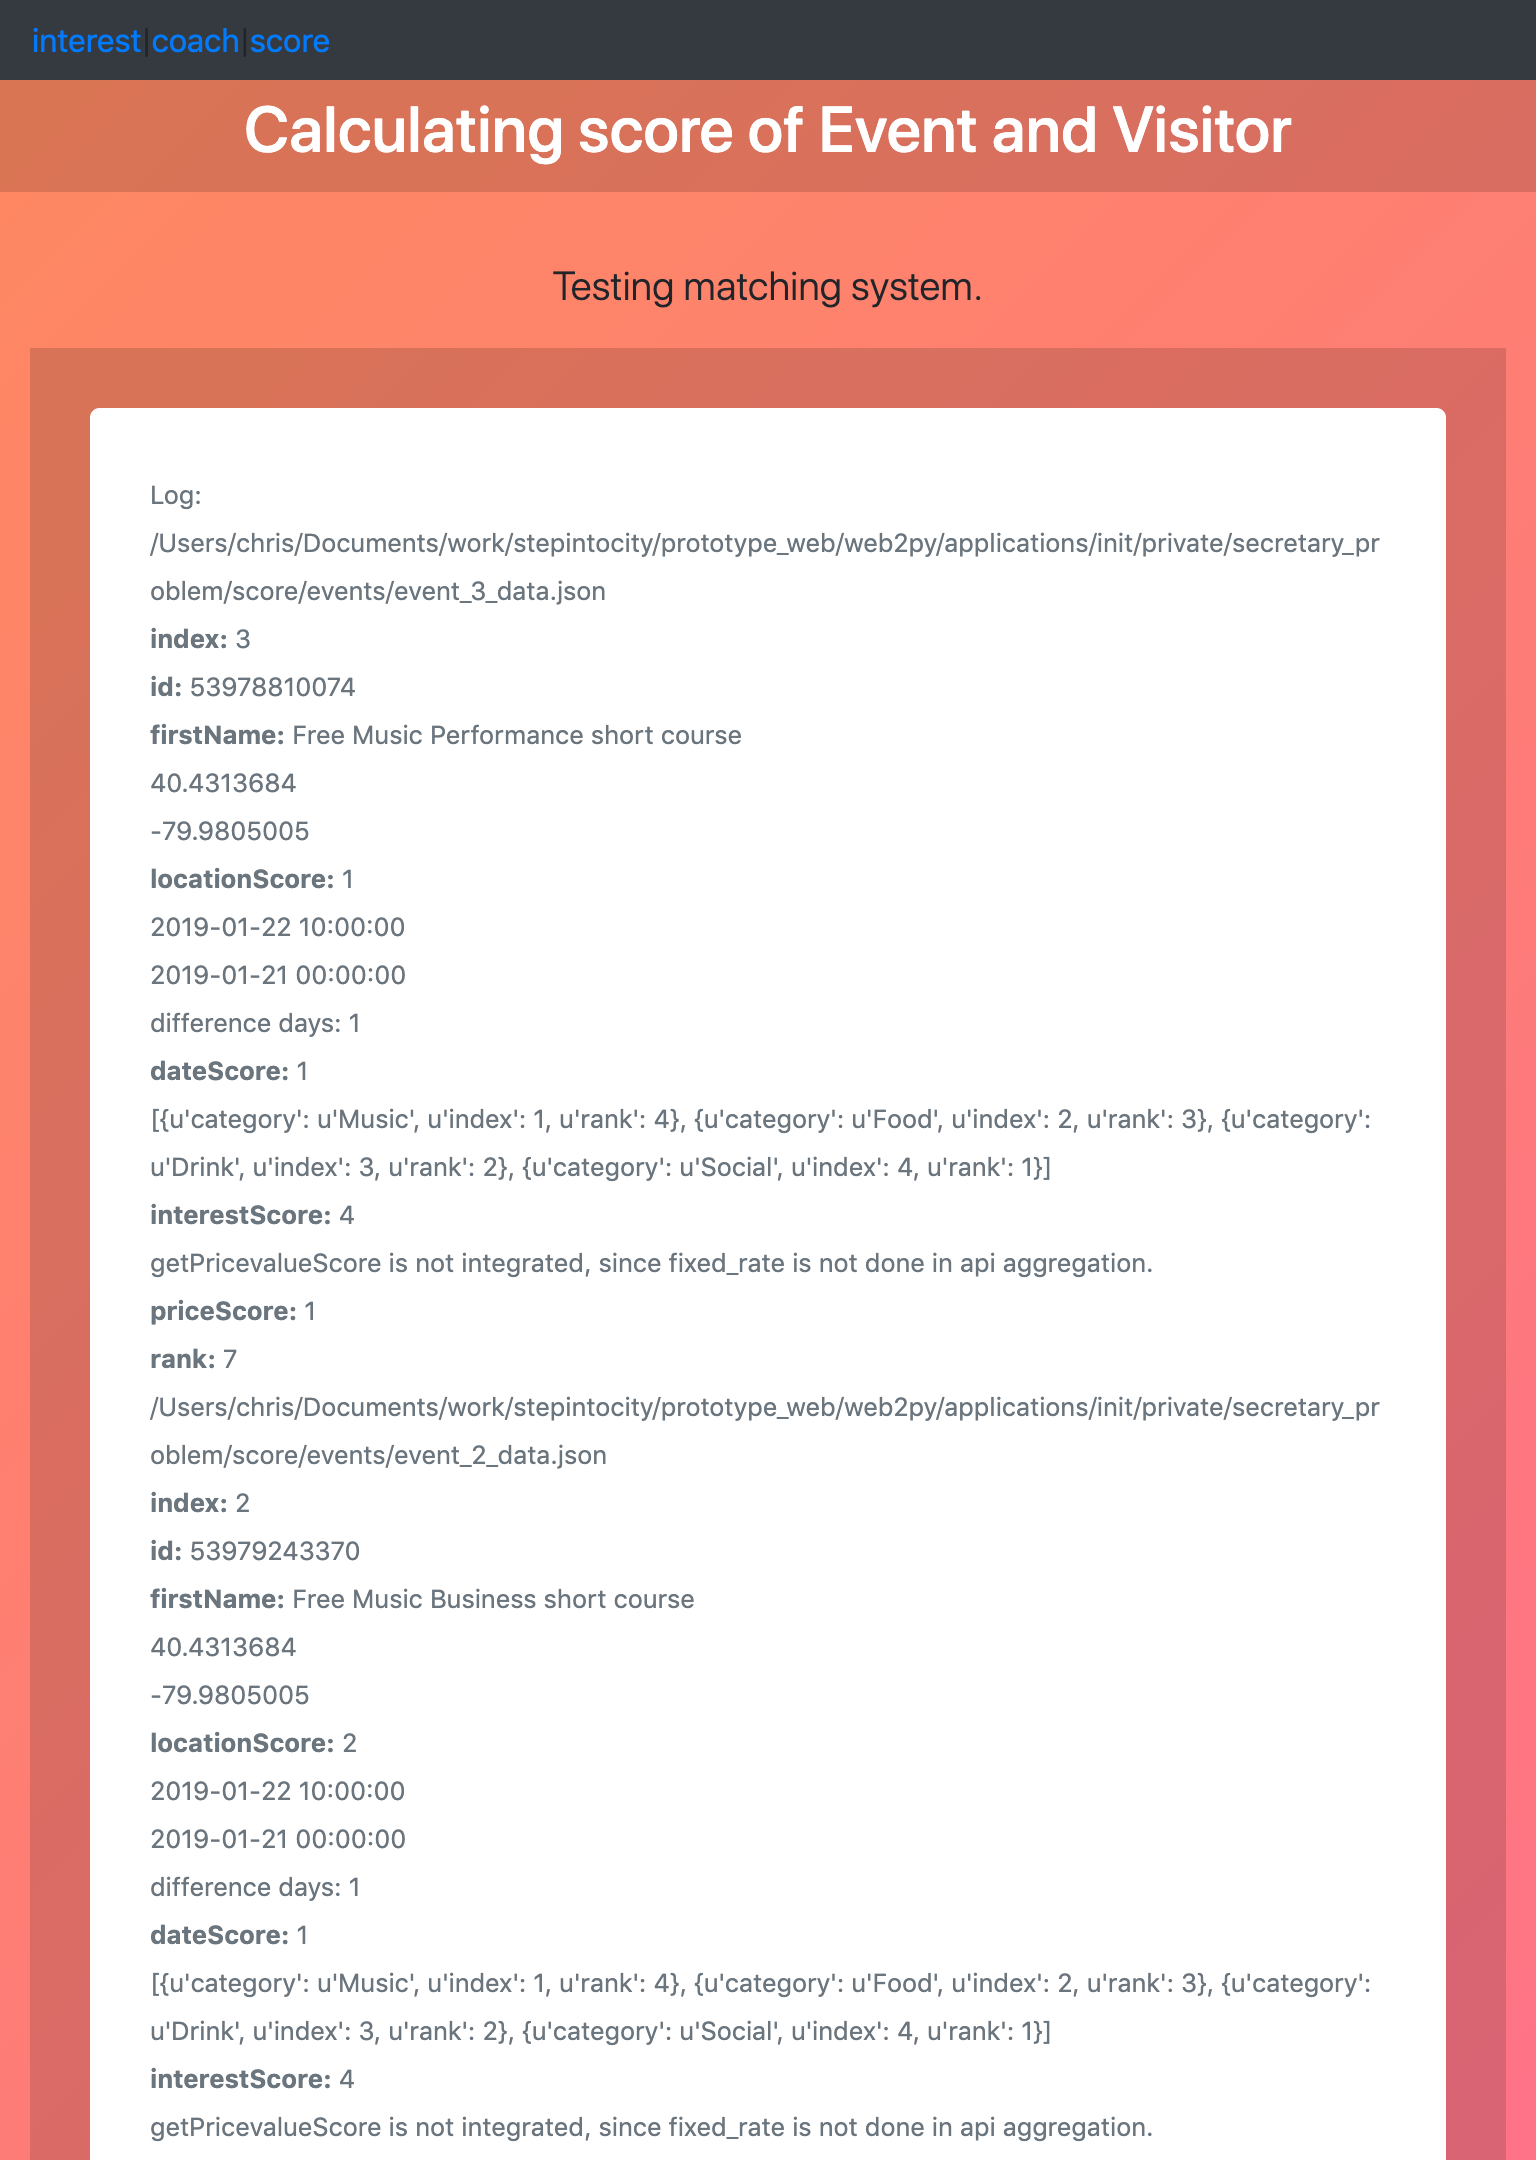 interest|coach|score
Calculating score of Event and Visitor
Testing matching system.
Log:
/Users/chris/Documents/work/stepintocity/prototype_web/web2py/applications/init/private/secretary_pr
oblem/score/events/event_3_data.json
index: 3
id: 53978810074
firstName: Free Music Performance short course
40.4313684
-79.9805005
locationScore: 1
2019-01-22 10:00:00
2019-01-21 00:00:00
difference days: 1
dateScore: 1
[{u'category': u'Music', u'index': 1, u'rank': 4}, {u'category': u'Food', u'index': 2, u'rank': 3}, {u'category':
u'Drink', u'index': 3, u'rank': 2}, {u'category': u'Social', u'index': 4, u'rank': 1}]
interestScore: 4
getPricevalueScore is not integrated, since fixed_rate is not done in api aggregation.
priceScore: 1
rank: 7
/Users/chris/Documents/work/stepintocity/prototype_web/web2py/applications/init/private/secretary_pr
oblem/score/events/event_2_data.json
index: 2
id: 53979243370
firstName: Free Music Business short course
40.4313684
-79.9805005
locationScore: 2
2019-01-22 10:00:00
2019-01-21 00:00:00
difference days: 1
dateScore: 1
[{u'category': u'Music', u'index': 1, u'rank': 4}, {u'category': u'Food', u'index': 2, u'rank': 3}, {u'category':
u'Drink', u'index': 3, u'rank': 2}, {u'category': u'Social', u'index': 4, u'rank': 1}]
interestScore: 4
getPricevalueScore is not integrated, since fixed_rate is not done in api aggregation.